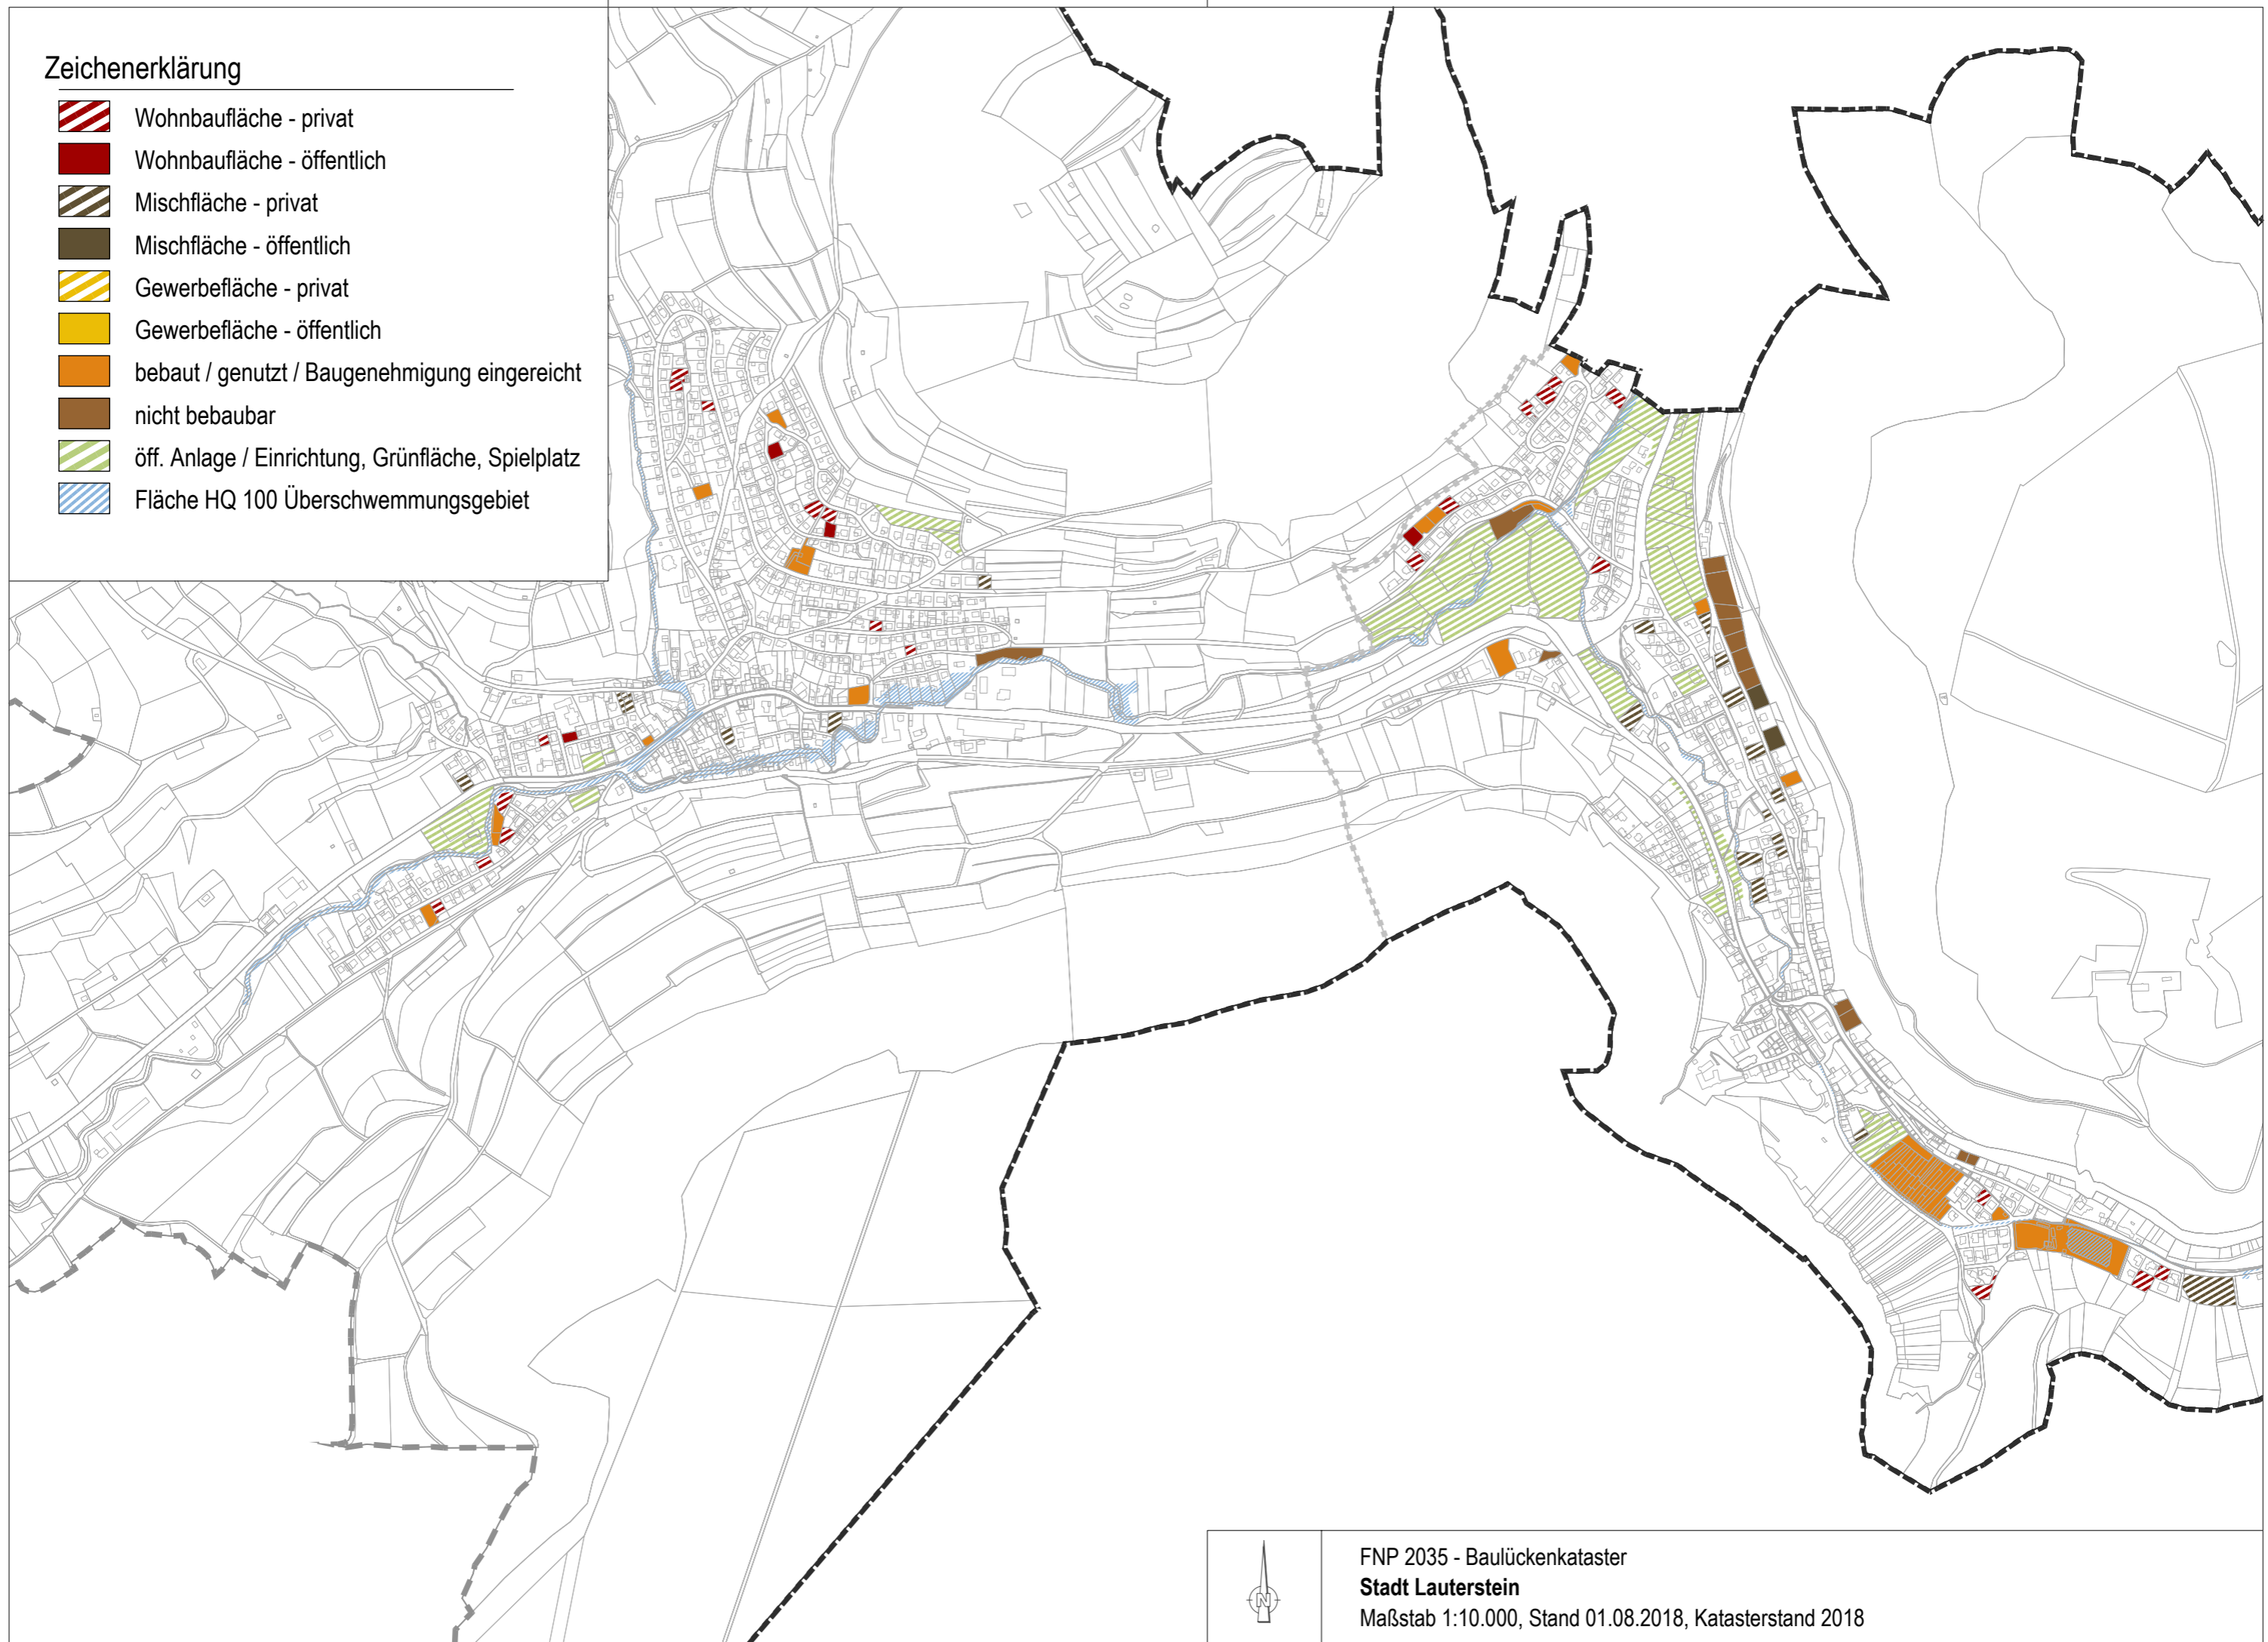 Zeichenerklärung
Wohnbaufläche - privat
Wohnbaufläche - öffentlich
Mischfläche - privat
Mischfläche - öffentlich
Gewerbefläche - privat
Gewerbefläche - öffentlich
bebaut / genutzt / Baugenehmigung eingereicht
nicht bebaubar
öff. Anlage / Einrichtung, Grünfläche, Spielplatz
Fläche HQ 100 Überschwemmungsgebiet
N
FNP 2035 - Baulückenkataster
Stadt Lauterstein
Maßstab 1:10.000, Stand 01.08.2018, Katasterstand 2018